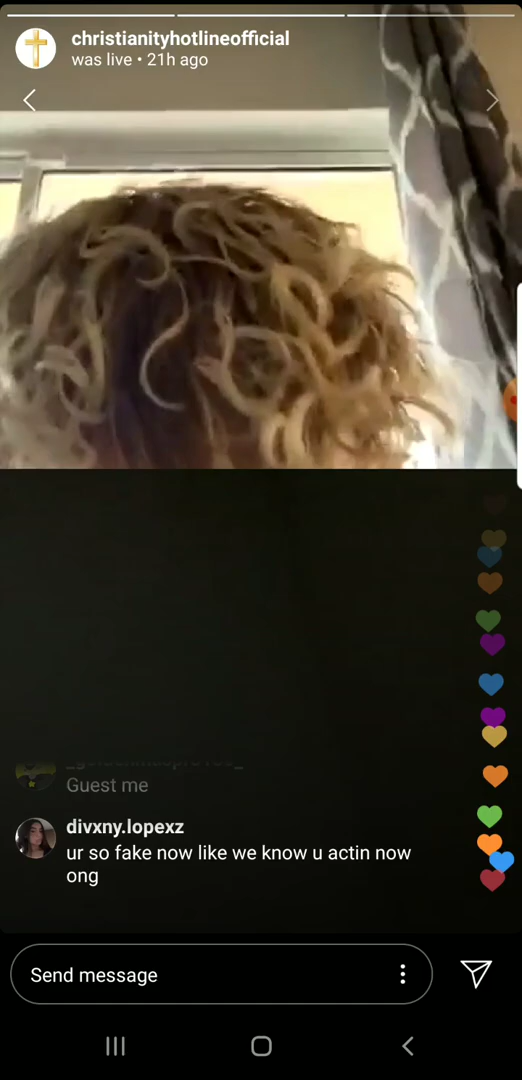 christianityhotlineofficial
was live • 21h ago
Guest me
divxny.lopexz
ur so fake now like we know u actin now
ong
Send message